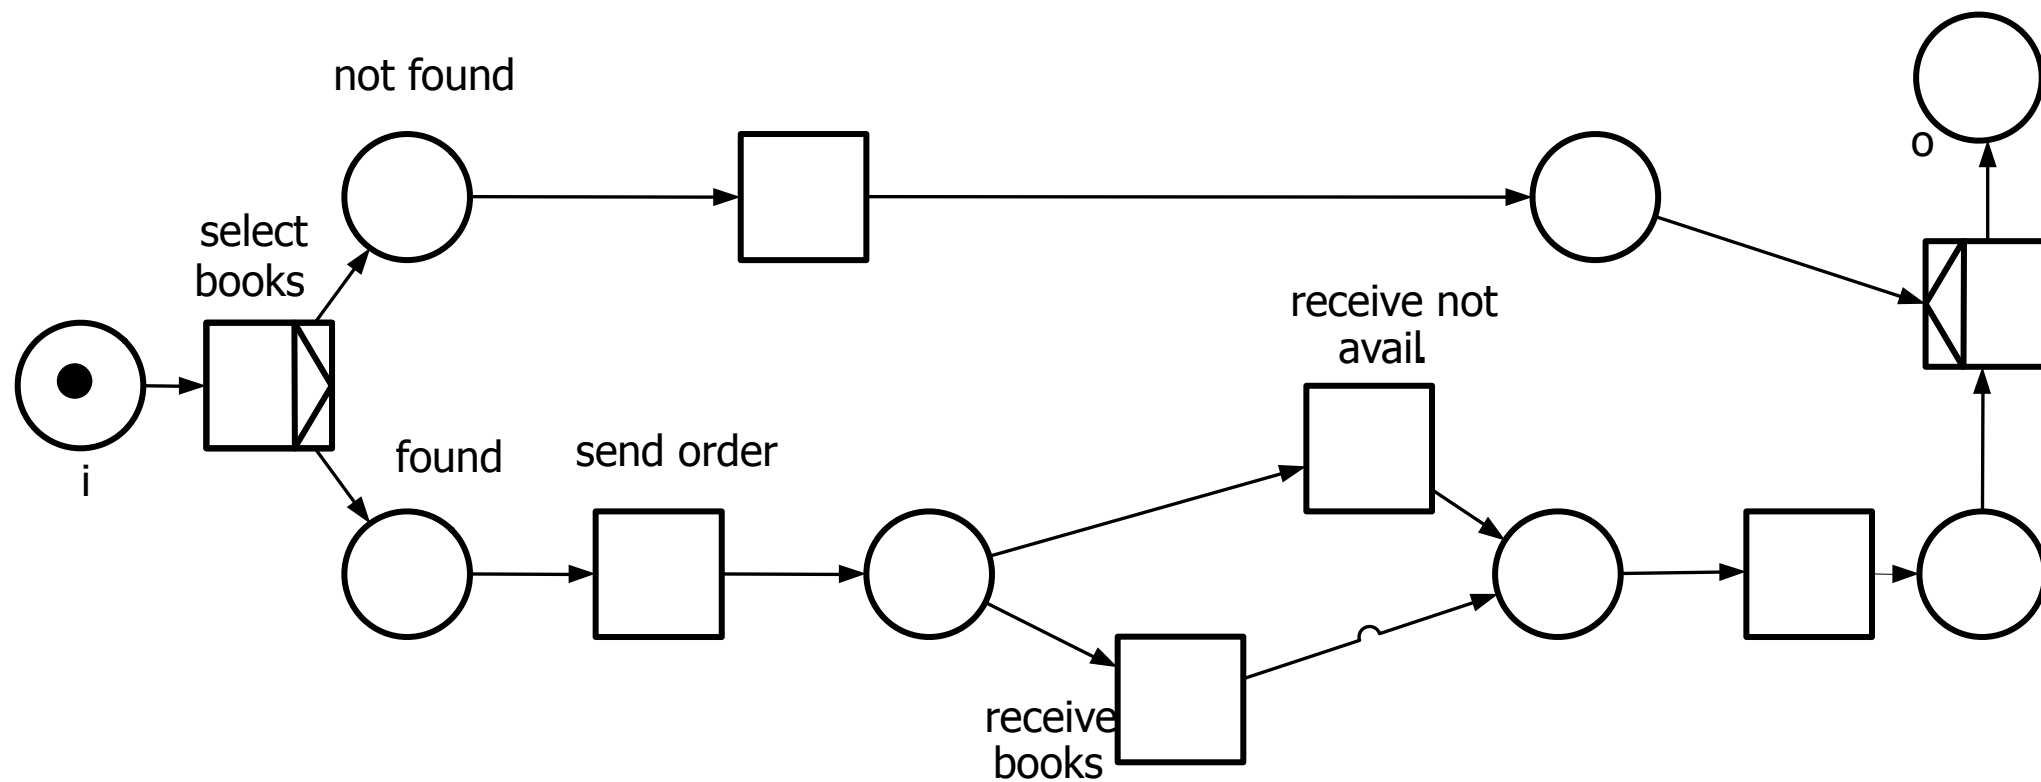 not found
o
select
books
receive not
avail.
found
send order
i
receive
books